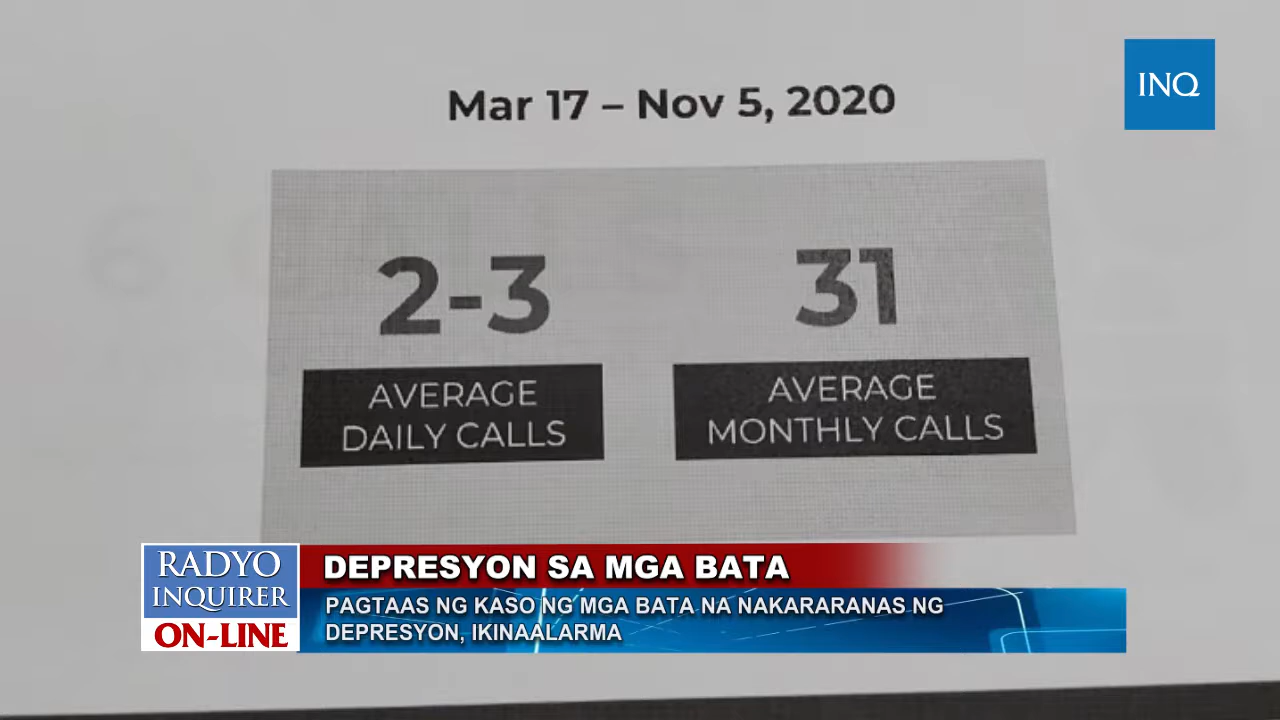 INQ
Mar 17 – Nov 5, 2020
2-3
AVERAGE
DAILY CALLS
31
AVERAGE
MONTHLY CALLS
RADYO
INQUIRER
ON-LINE
DEPRESYON SA MGA BATA
PAGTAAS NG KASO NG MGA BATA NA NAKARARANAS NG
DEPRESYON, IKINAALARMA